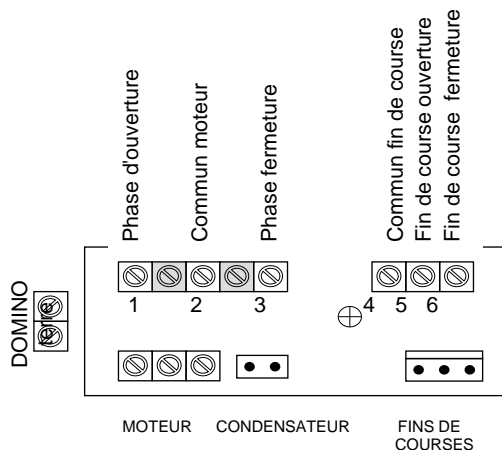 Phase d'ouverture
Commun moteur
Phase fermeture
Commun fin de course
Fin de course ouverture
Fin de course fermeture
1 2 3 4 5 6
DOMINO
terre
MOTEUR CONDENSATEUR FINS DE
COURSES